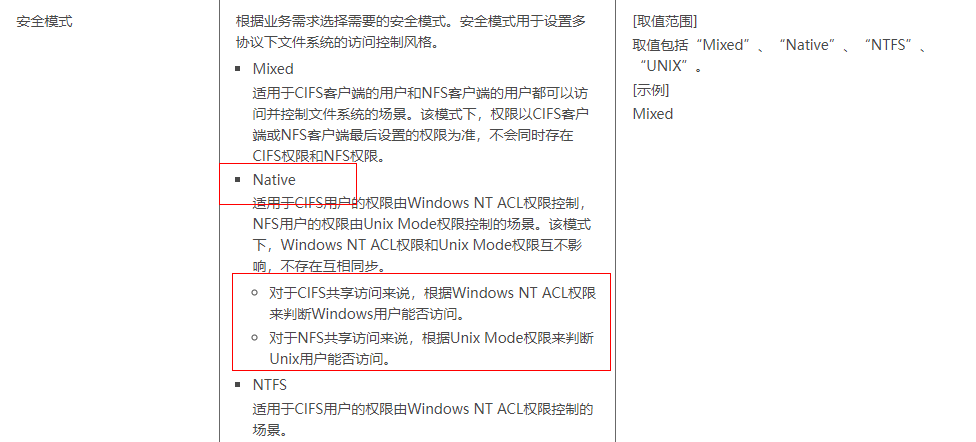 安全模式
根据业务需求选择需要的安全模式。安全模式用于设置多
协议下文件系统的访问控制风格。
▪ Mixed
适用于CIFS客户端的用户和NFS客户端的用户都可以访
问并控制文件系统的场景。该模式下，权限以CIFS客户
端或NFS客户端最后设置的权限为准，不会同时存在
CIFS权限和NFS权限。
▪ Native
适用于CIFS用户的权限由Windows NT ACL权限控制，
NFS用户的权限由Unix Mode权限控制的场景。该模式
下，Windows NT ACL权限和Unix Mode权限互不影
响，不存在互相同步。
○ 对于CIFS共享访问来说，根据Windows NT ACL权限
来判断Windows用户能否访问。
○ 对于NFS共享访问来说，根据Unix Mode权限来判断
Unix用户能否访问。
▪ NTFS
适用于CIFS用户的权限由Windows NT ACL权限控制的
场景。
[取值范围]
取值包括“Mixed”、“Native”、“NTFS”、
“UNIX”。
[示例]
Mixed